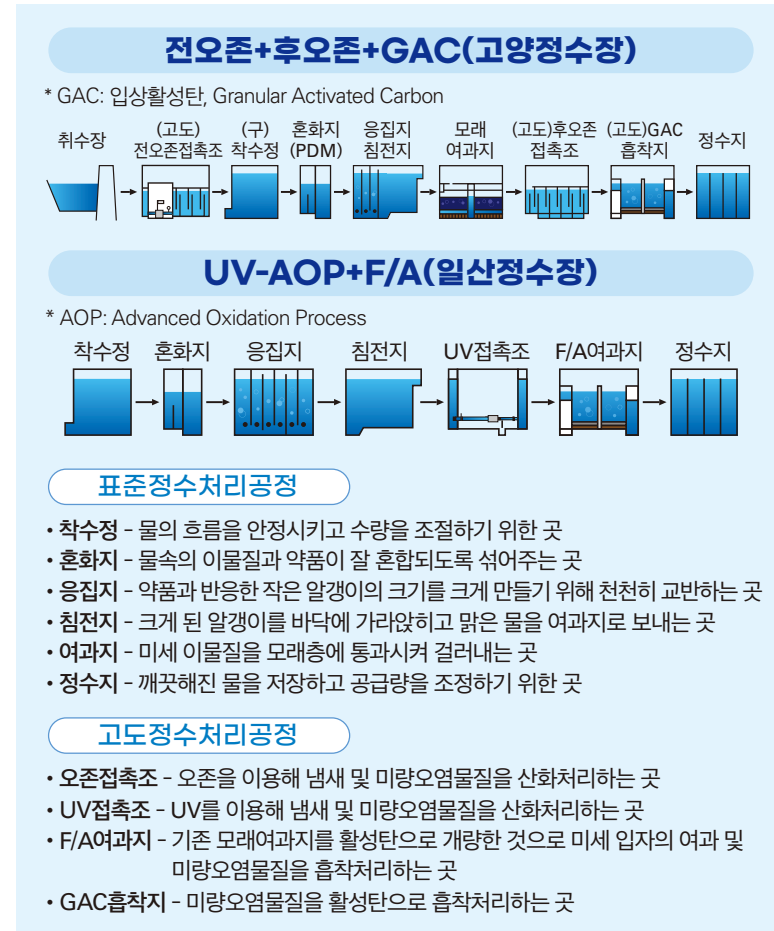 전오존+후오존+GAC(고양정수장)
* GAC: 입상활성탄, Granular Activated Carbon
취수장
(고도)
전오존접촉조
(구)
착수정
혼화지
(PDM)
응집지
침전지
모래
여과지
(고도)후오존
접촉조
(고도)GAC
흡착지
정수지
UV-AOP+F/A(일산정수장)
* AOP: Advanced Oxidation Process
착수정
혼화지
응집지
침전지
UV접촉조
F/A여과지
정수지
표준정수처리공정
• 착수정 - 물의 흐름을 안정시키고 수량을 조절하기 위한 곳
• 혼화지 - 물속의 이물질과 약품이 잘 혼합되도록 섞어주는 곳
• 응집지 - 약품과 반응한 작은 알갱이의 크기를 크게 만들기 위해 천천히 교반하는 곳
• 침전지 - 크게 된 알갱이를 바닥에 가라앉히고 맑은 물을 여과지로 보내는 곳
• 여과지 - 미세 이물질을 모래층에 통과시켜 걸러내는 곳
• 정수지 - 깨끗해진 물을 저장하고 공급량을 조정하기 위한 곳
고도정수처리공정
• 오존접촉조 - 오존을 이용해 냄새 및 미량오염물질을 산화처리하는 곳
• UV접촉조 - UV를 이용해 냄새 및 미량오염물질을 산화처리하는 곳
• F/A여과지 - 기존 모래여과지를 활성탄으로 개량한 것으로 미세 입자의 여과 및
미량오염물질을 흡착처리하는 곳
• GAC흡착지 - 미량오염물질을 활성탄으로 흡착처리하는 곳